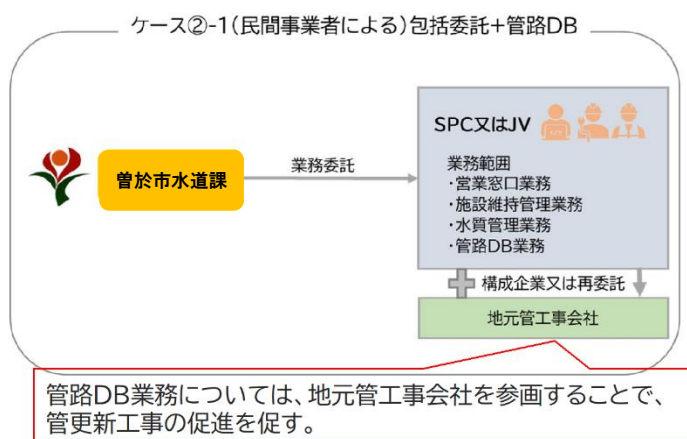 ケース②-1(民間事業者による)包括委託+管路DB
曽於市水道課
業務委託
SPC又はJV
業務範囲
・営業窓口業務
・施設維持管理業務
・水質管理業務
・管路DB業務
構成企業又は再委託
地元管工事会社
管路DB業務については、地元管工事会社を参画することで、
管更新工事の促進を促す。